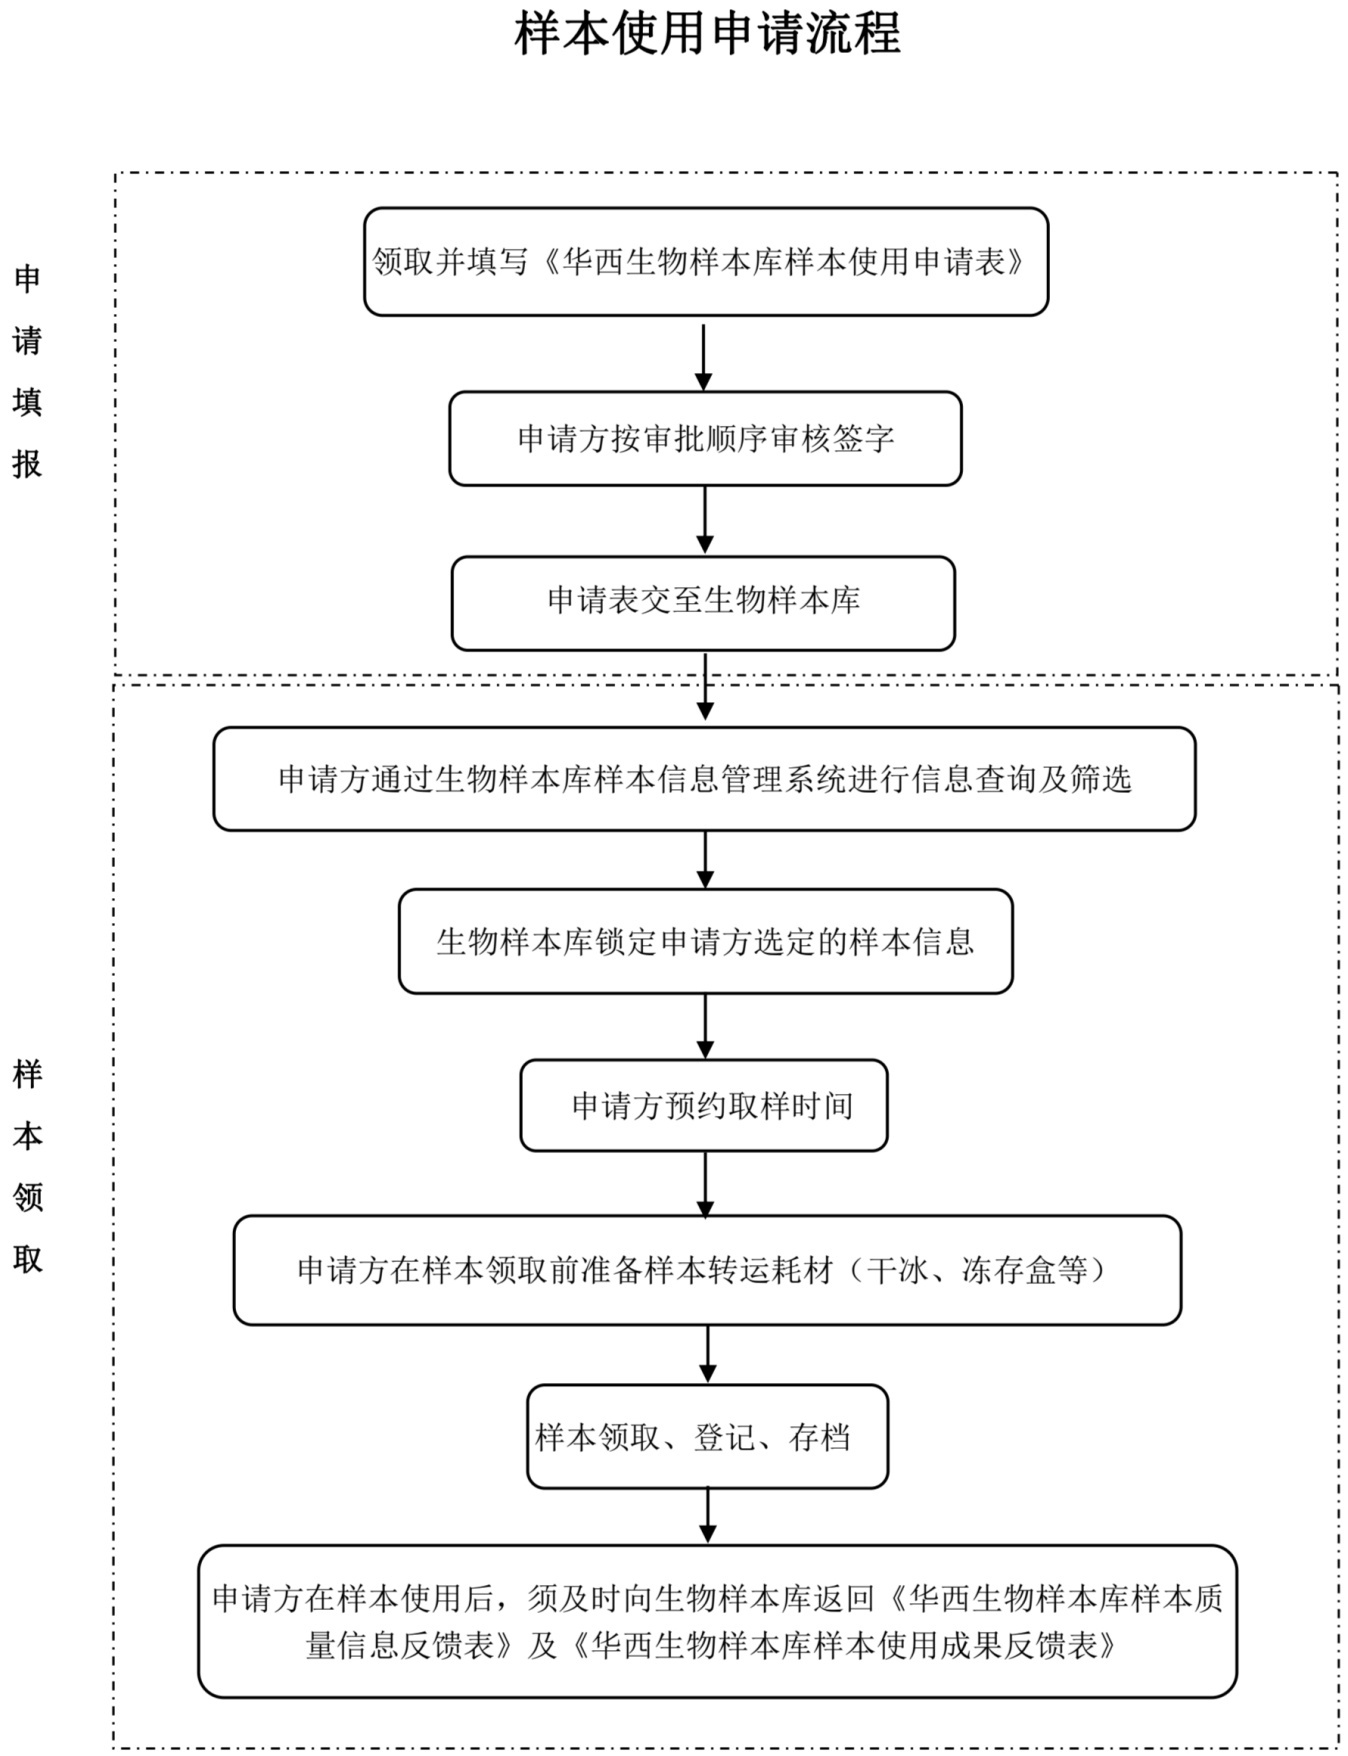 样本使用申请流程
申
请
填
报
领取并填写《华西生物样本库样本使用申请表》
申请方按审批顺序审核签字
申请表交至生物样本库
样
本
领
取
申请方通过生物样本库样本信息管理系统进行信息查询及筛选
生物样本库锁定申请方选定的样本信息
申请方预约取样时间
申请方在样本领取前准备样本转运耗材（干冰、冻存盒等）
样本领取、登记、存档
申请方在样本使用后，须及时向生物样本库返回《华西生物样本库样本质
量信息反馈表》及《华西生物样本库样本使用成果反馈表》